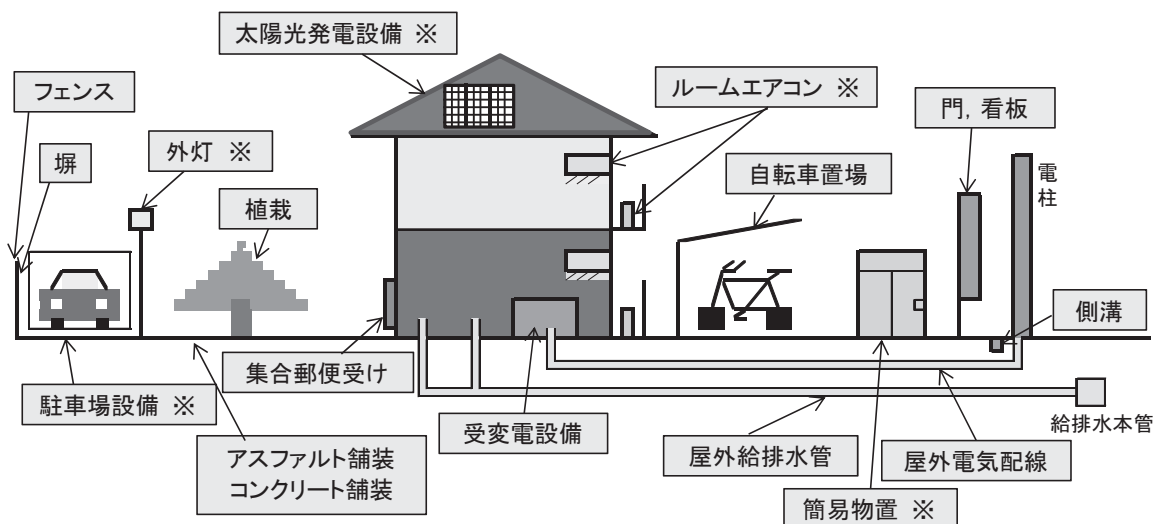 太陽光発電設備 ※
フェンス
ルームエアコン ※
門, 看板
塀
外灯 ※
自転車置場
電柱
植栽
側溝
集合郵便受け
駐車場設備 ※
受変電設備
給排水本管
アスファルト舗装
コンクリート舗装
屋外給排水管
屋外電気配線
簡易物置 ※